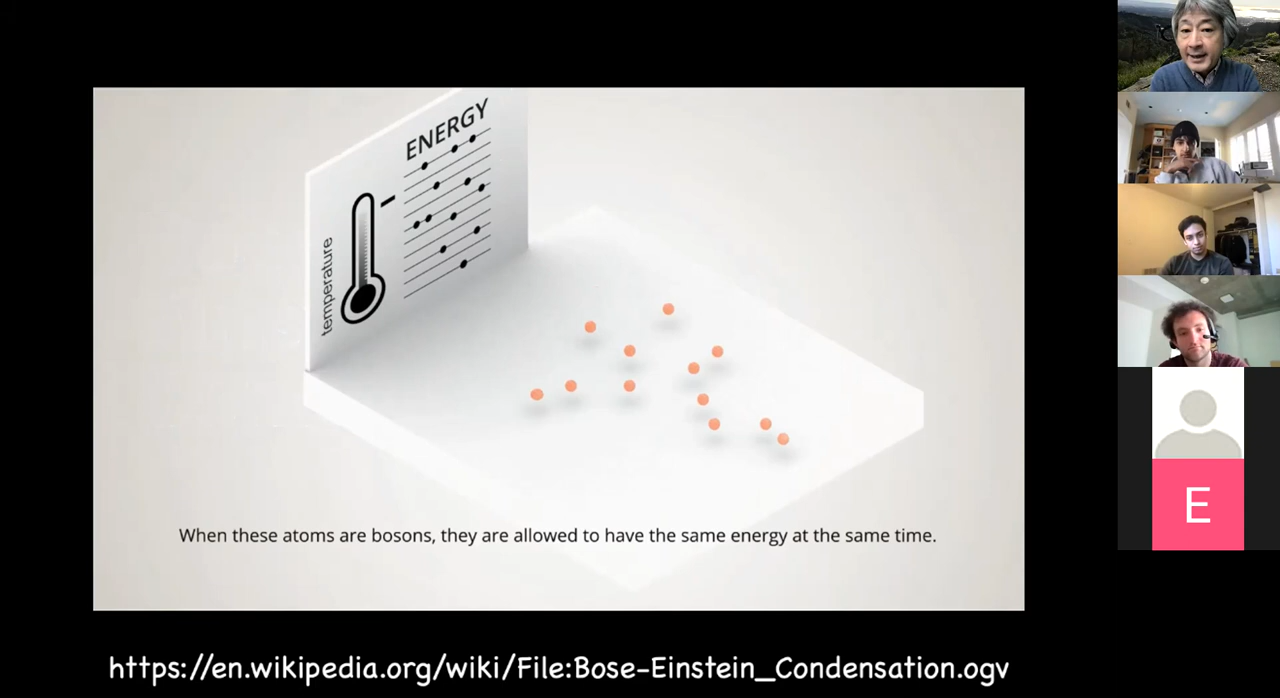 ENERGY
temperature
When these atoms are bosons, they are allowed to have the same energy at the same time.
https://en.wikipedia.org/wiki/File:Bose-Einstein_Condensation.ogv
E